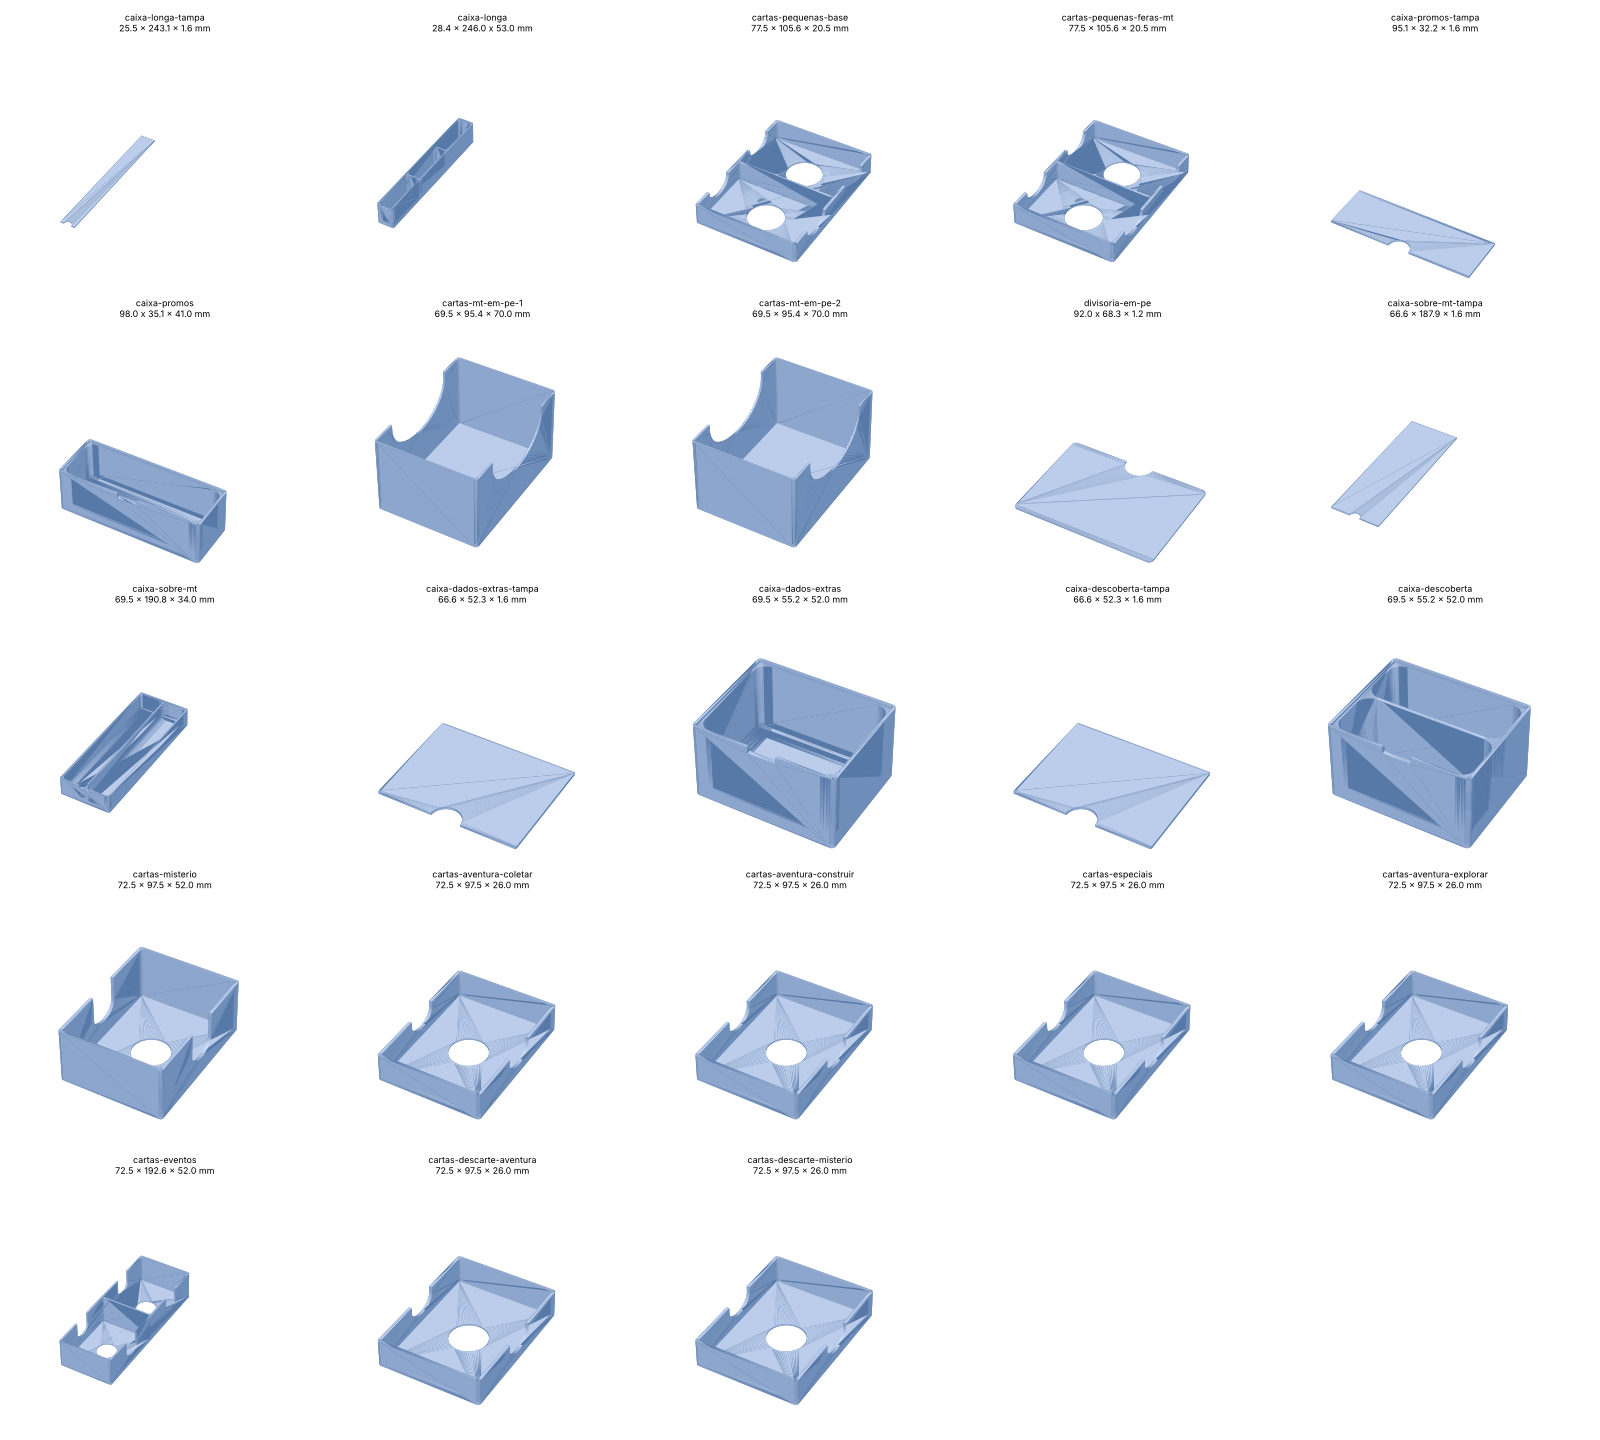 caixa-longa-tampa
25.5 × 243.1 × 1.6 mm
caixa-longa
28.4 × 246.0 x 53.0 mm
cartas-pequenas-base
77.5 × 105.6 × 20.5 mm
cartas-pequenas-feras-mt
77.5 × 105.6 × 20.5 mm
caixa-promos-tampa
95.1 × 32.2 × 1.6 mm
caixa-promos
98.0 x 35.1 × 41.0 mm
cartas-mt-em-pe-1
69.5 × 95.4 × 70.0 mm
cartas-mt-em-pe-2
69.5 × 95.4 × 70.0 mm
divisoria-em-pe
92.0 x 68.3 × 1.2 mm
caixa-sobre-mt-tampa
66.6 × 187.9 × 1.6 mm
caixa-sobre-mt
69.5 × 190.8 × 34.0 mm
caixa-dados-extras-tampa
66.6 × 52.3 × 1.6 mm
caixa-dados-extras
69.5 × 55.2 × 52.0 mm
caixa-descoberta-tampa
66.6 × 52.3 × 1.6 mm
caixa-descoberta
69.5 × 55.2 × 52.0 mm
cartas-misterio
72.5 × 97.5 × 52.0 mm
cartas-aventura-coletar
72.5 × 97.5 × 26.0 mm
cartas-aventura-construir
72.5 × 97.5 × 26.0 mm
cartas-especiais
72.5 × 97.5 × 26.0 mm
cartas-aventura-explorar
72.5 × 97.5 × 26.0 mm
cartas-eventos
72.5 × 192.6 × 52.0 mm
cartas-descarte-aventura
72.5 × 97.5 × 26.0 mm
cartas-descarte-misterio
72.5 × 97.5 × 26.0 mm